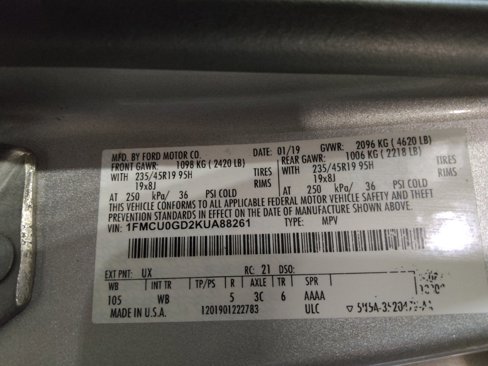 MFD. BY FORD MOTOR CO. DATE: 01/19 GVWR: 2096 KG (4620 LB)
FRONT GAWR: 1098 KG (2420 LB) REAR GAWR: 1006 KG (2218 LB)
WITH 235/45R19 95H TIRES WITH 235/45R19 95H TIRES
19x8J RIMS 19x8J RIMS
AT 250 kPa/ 36 PSI COLD AT 250 kPa/ 36 PSI COLD
THIS VEHICLE CONFORMS TO ALL APPLICABLE FEDERAL MOTOR VEHICLE SAFETY AND THEFT
PREVENTION STANDARDS IN EFFECT ON THE DATE OF MANUFACTURE SHOWN ABOVE.
VIN: 1FMCU0GD2KUA88261 TYPE: MPV
EXT PNT: UX RC: 21 DSO:
WB INT TR TP/PS R AXLE TR SPR
105 WB 5 3C 6 AAAA
MADE IN U.S.A. 1201901222783 ULC